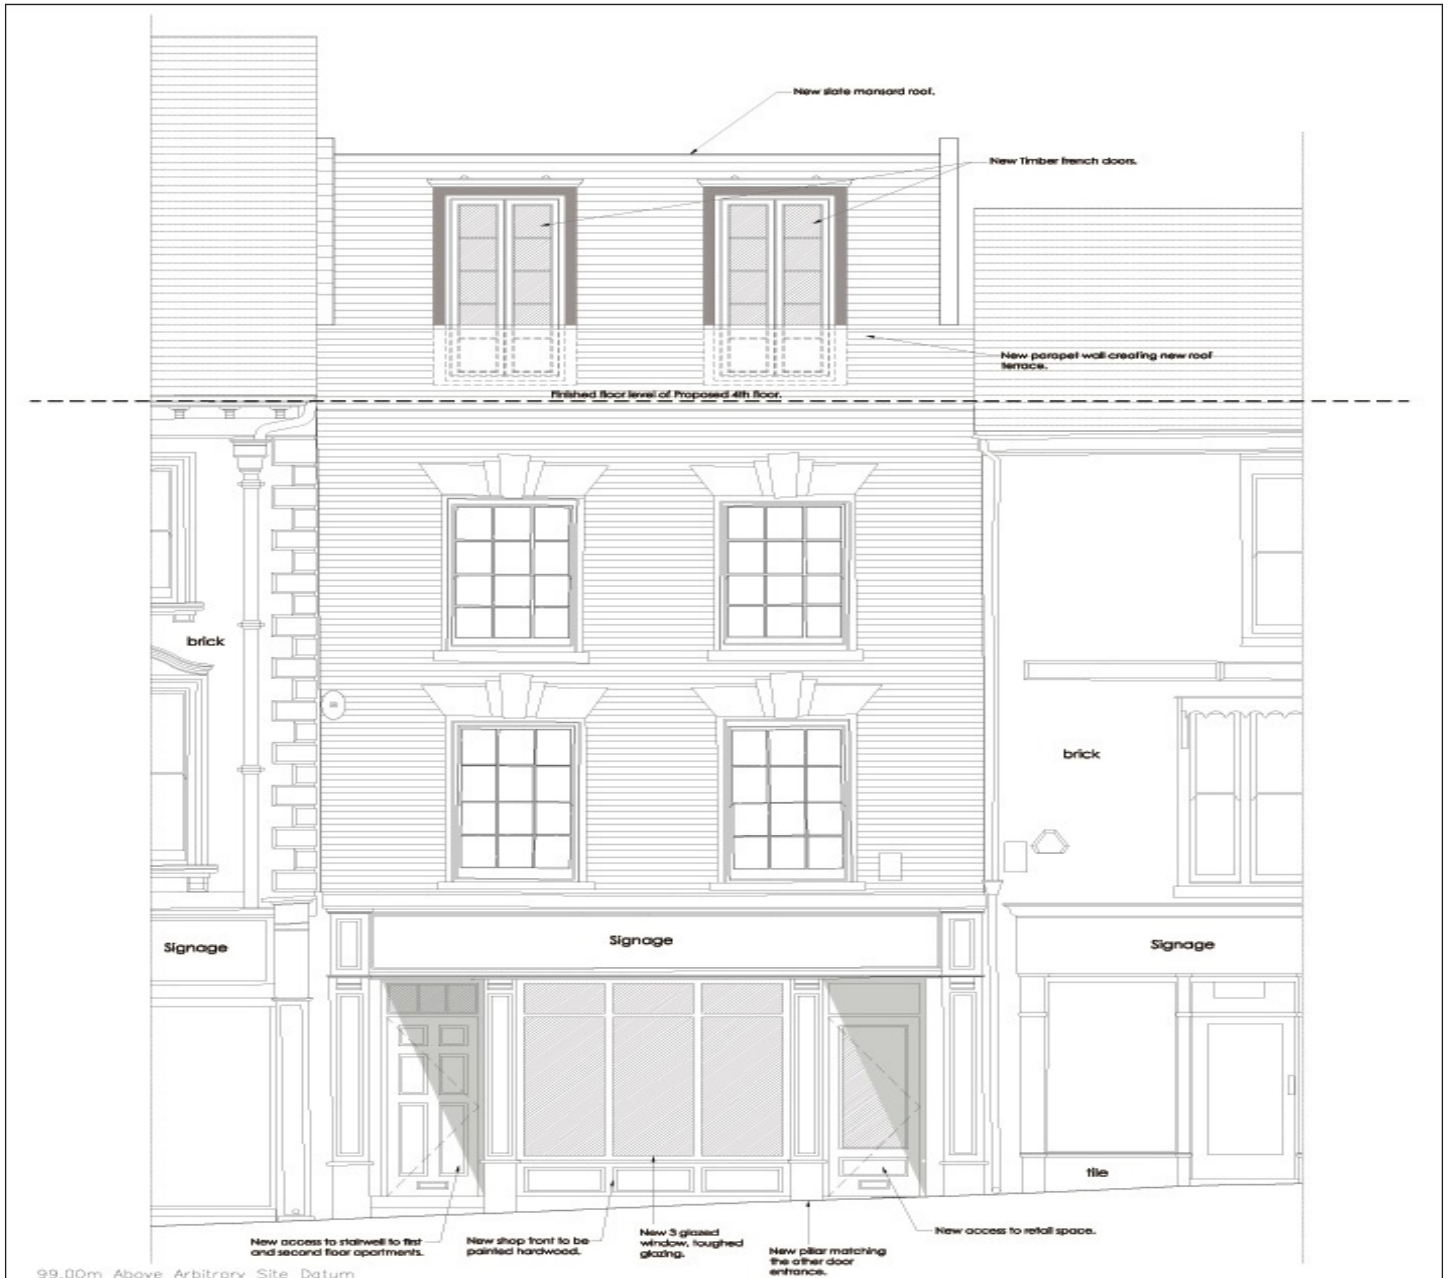 New slate mansard roof.
New Timber french doors.
New parapet wall creating new roof
terrace.
Finished floor level of Proposed 4th floor.
brick
brick
Signage
Signage
Signage
tile
New access to stairwell to first
and second floor apartments.
New shop front to be
painted hardwood.
New 3 glazed
window, toughed
glazing.
New pillar matching
the other door
entrance.
New access to retail space.
99.00m Above Arbitrary Site Datum